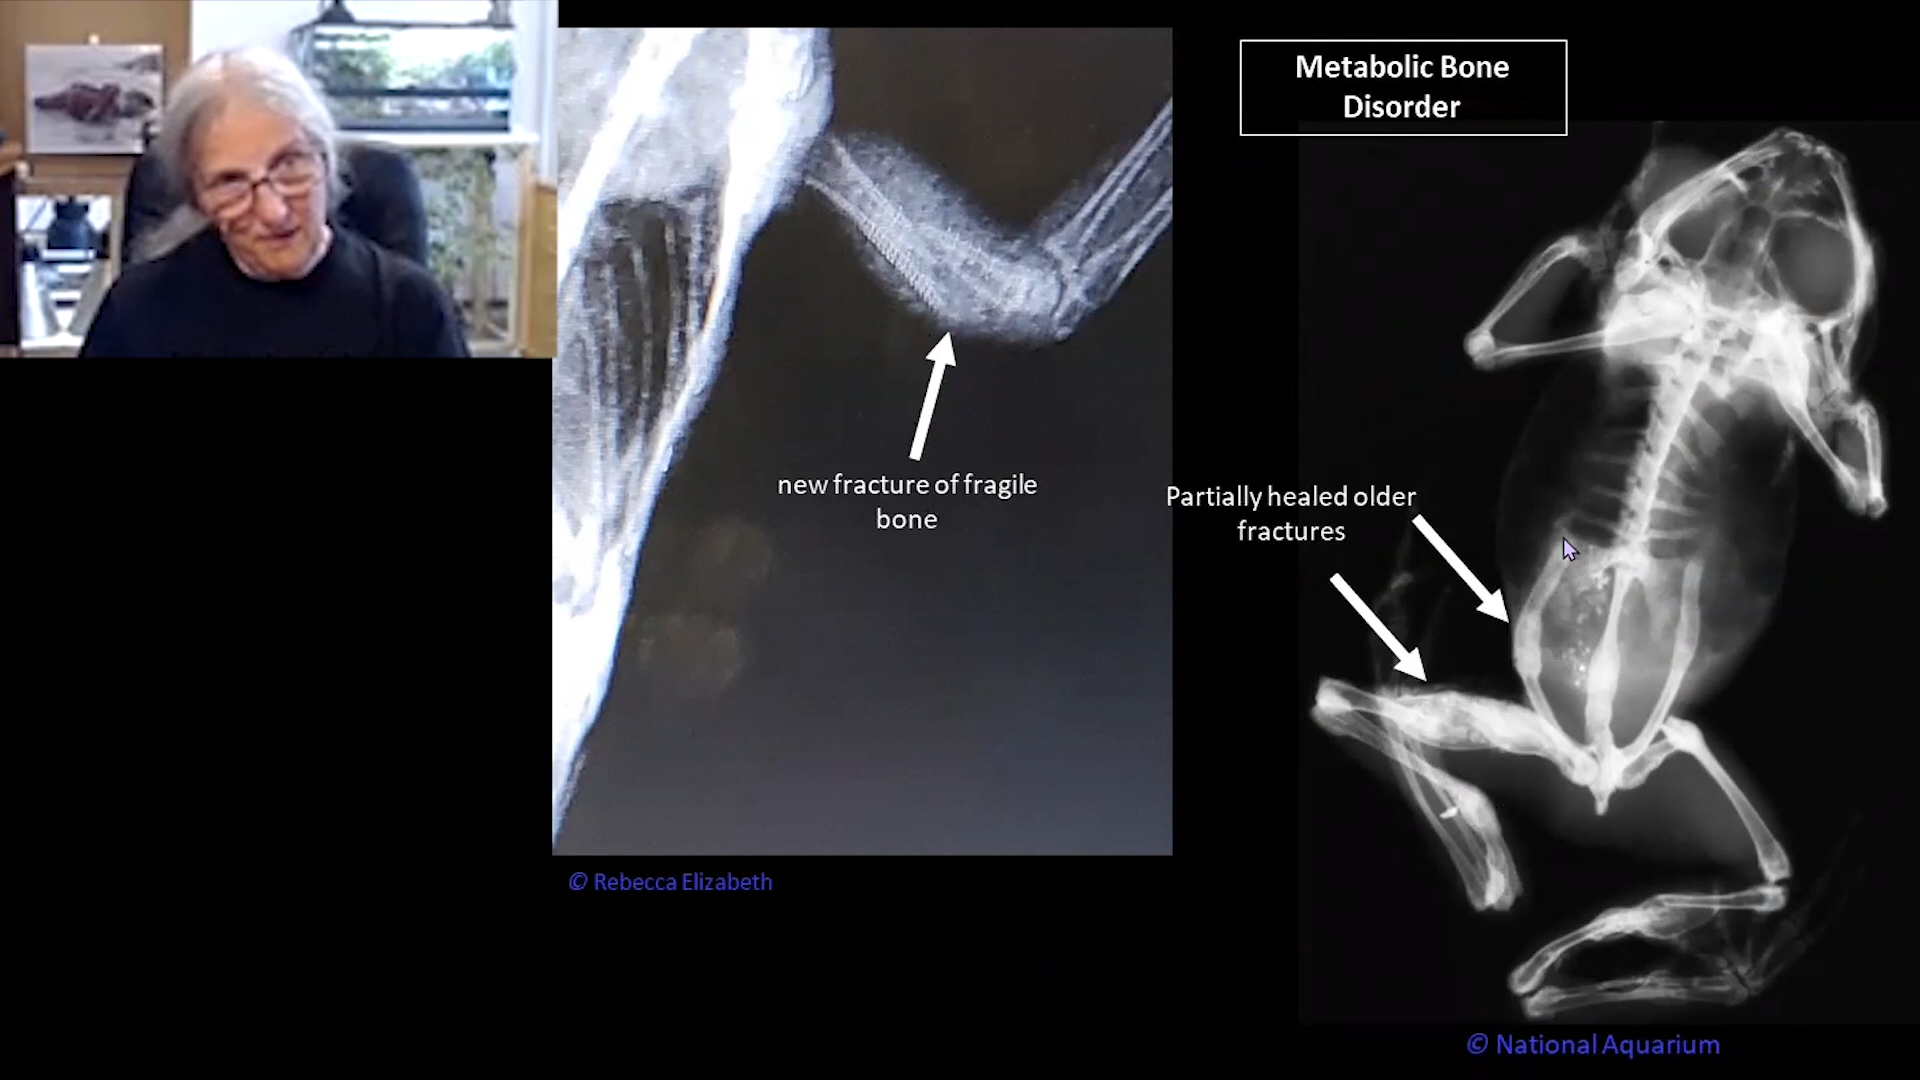 Metabolic Bone
Disorder
new fracture of fragile
bone
Partially healed older
fractures
© Rebecca Elizabeth
© National Aquarium